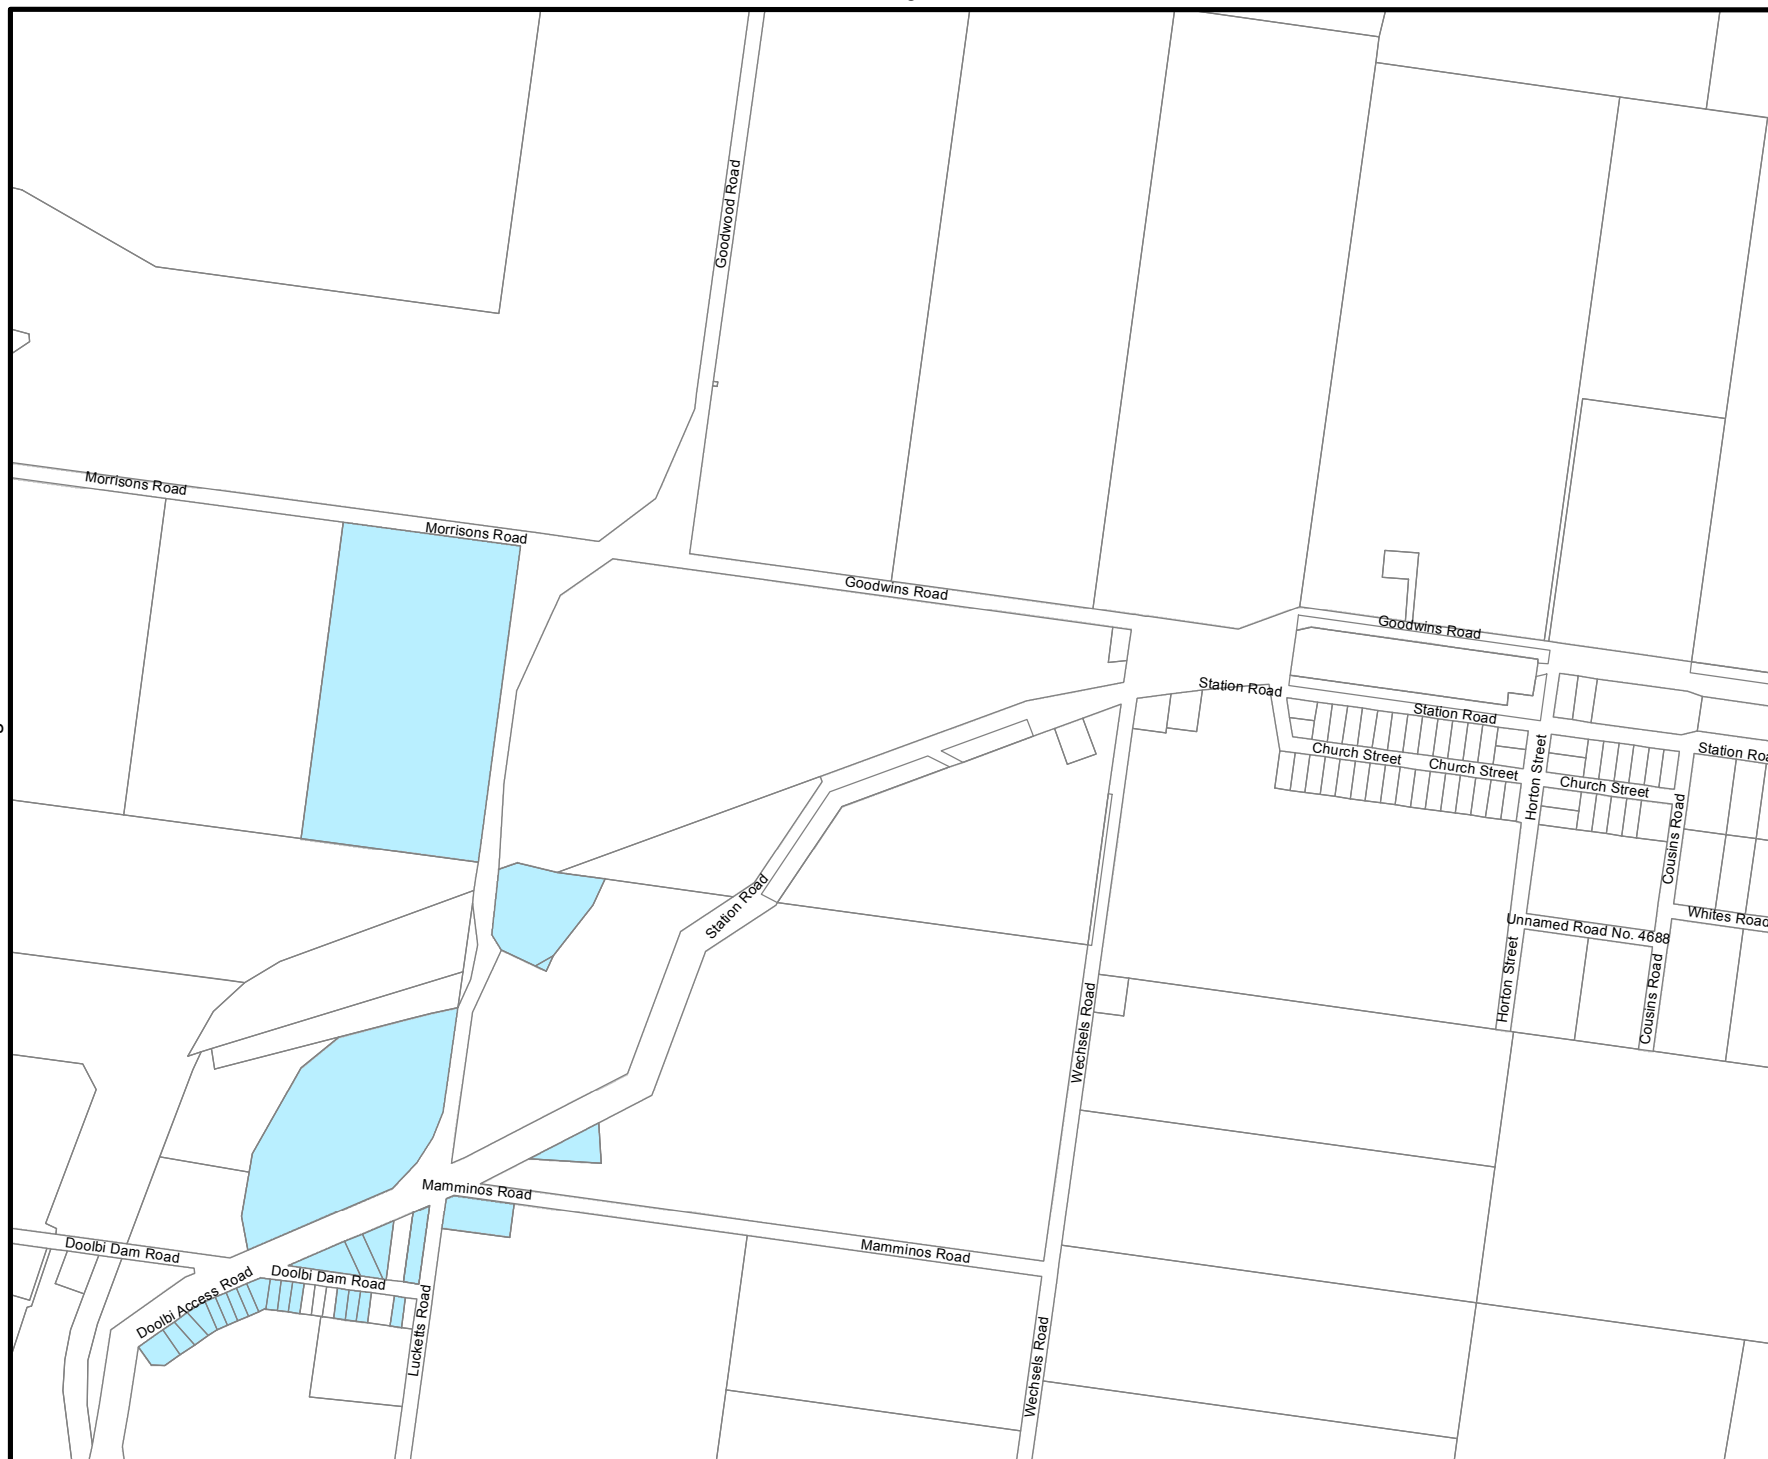 Goodwood Road
Morrisons Road
Morrisons Road
Goodwins Road
Goodwins Road
Station Road
Station Road
Station Roa
Church Street
Church Street
Church Street
Horton Street
Cousins Road
Station Road
Whites Road
Unnamed Road No. 4688
Horton Street
Cousins Road
Wechsels Road
Mamminos Road
Mamminos Road
Doolbi Dam Road
Doolbi Dam Road
Doolbi Access Road
Lucketts Road
Wechsels Road